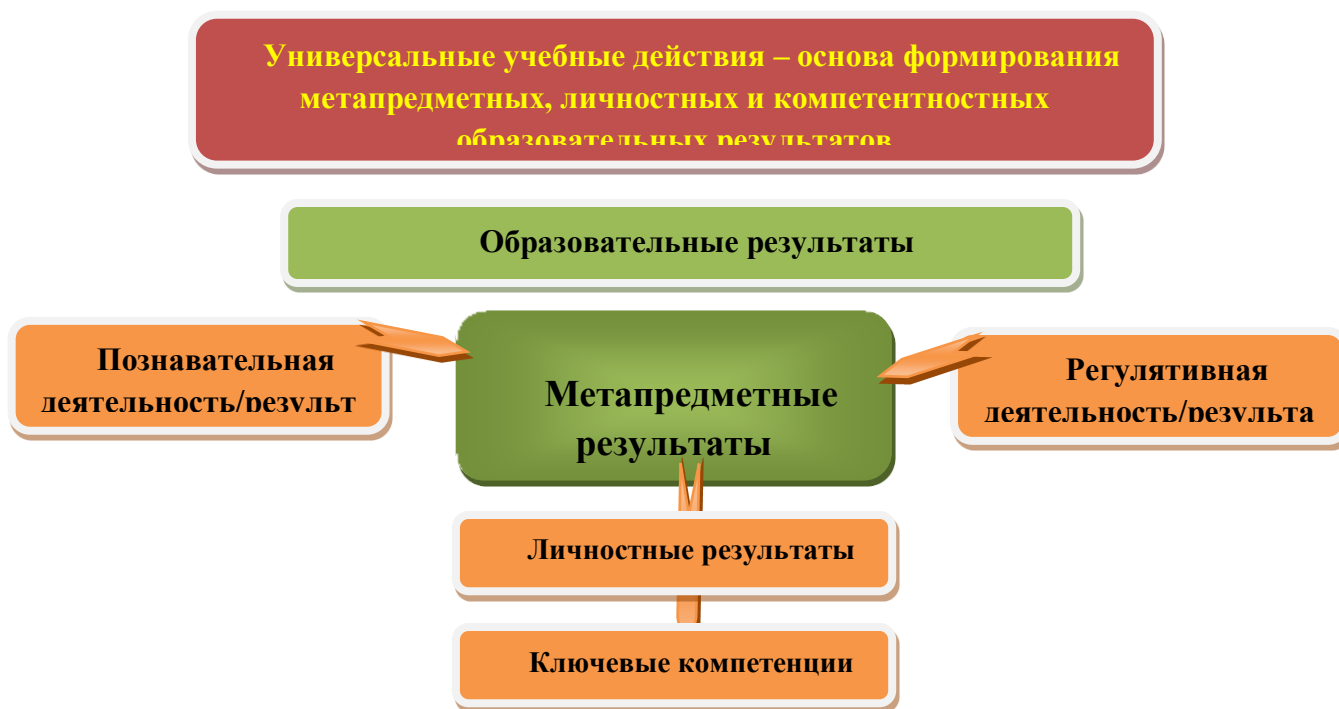 Универсальные учебные действия – основа формирования
метапредметных, личностных и компетентностных
образовательных результатов
Образовательные результаты
Познавательная
деятельность/результ
Метапредметные
результаты
Регулятивная
деятельность/результа
Личностные результаты
Ключевые компетенции